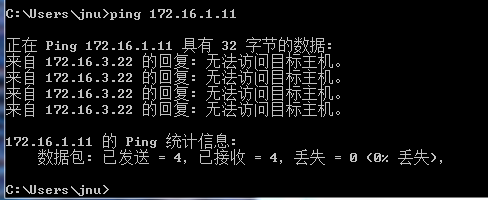 C:\Users\jnu>ping 172.16.1.11
正在 Ping 172.16.1.11 具有 32 字节的数据:
来自 172.16.3.22 的回复: 无法访问目标主机。
来自 172.16.3.22 的回复: 无法访问目标主机。
来自 172.16.3.22 的回复: 无法访问目标主机。
来自 172.16.3.22 的回复: 无法访问目标主机。
172.16.1.11 的 Ping 统计信息:
数据包: 已发送 = 4，已接收 = 4，丢失 = 0 (0% 丢失)，
C:\Users\jnu>